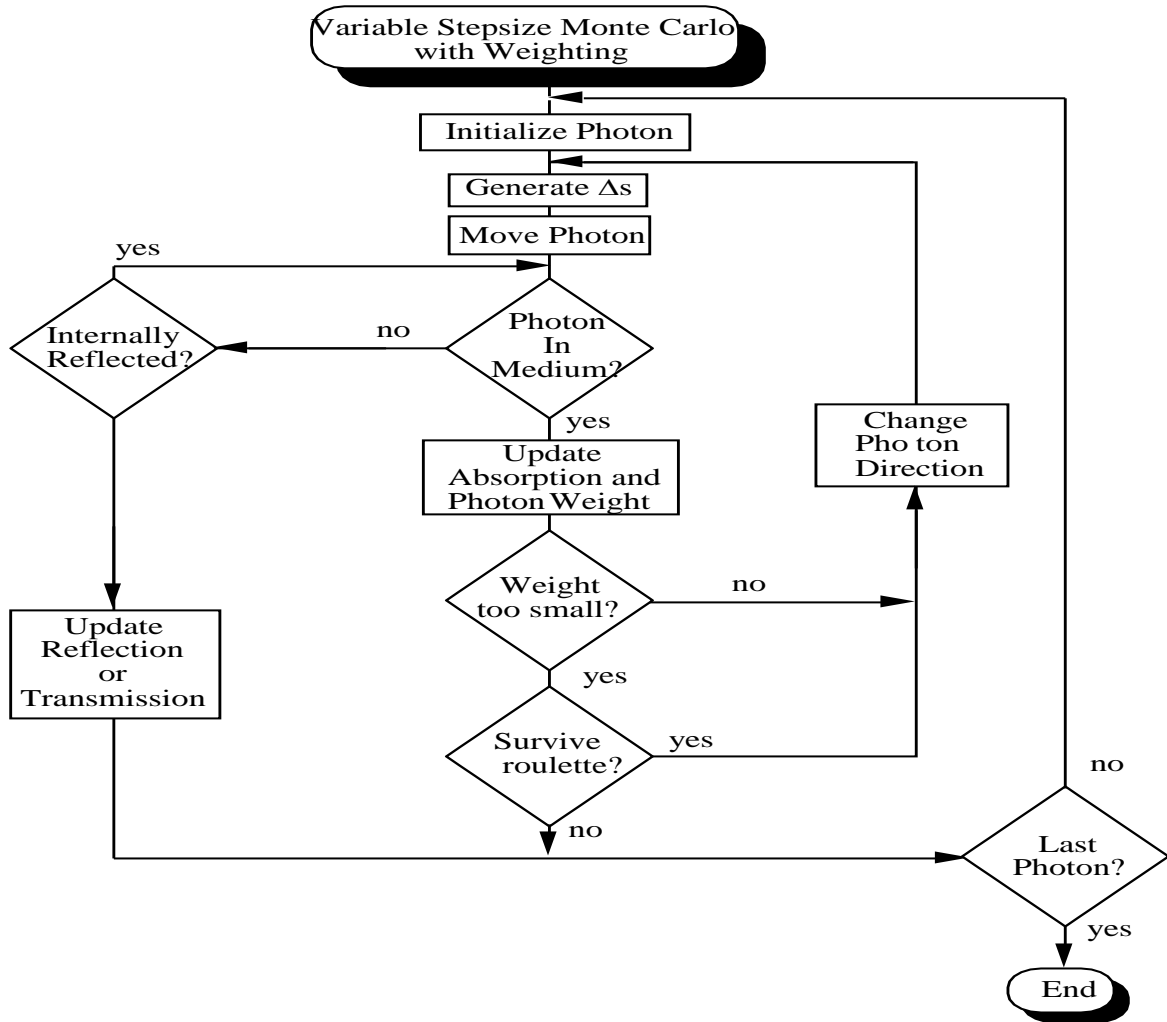 Variable Stepsize Monte Carlo
with Weighting
Initialize Photon
Generate Δs
Move Photon
yes
Internally
Reflected?
no
Photon
In
Medium?
yes
Update
Absorption and
Photon Weight
Change
Pho ton
Direction
Weight
too small?
no
yes
Update
Reflection
or
Transmission
Survive
roulette?
yes
no
no
Last
Photon?
yes
End